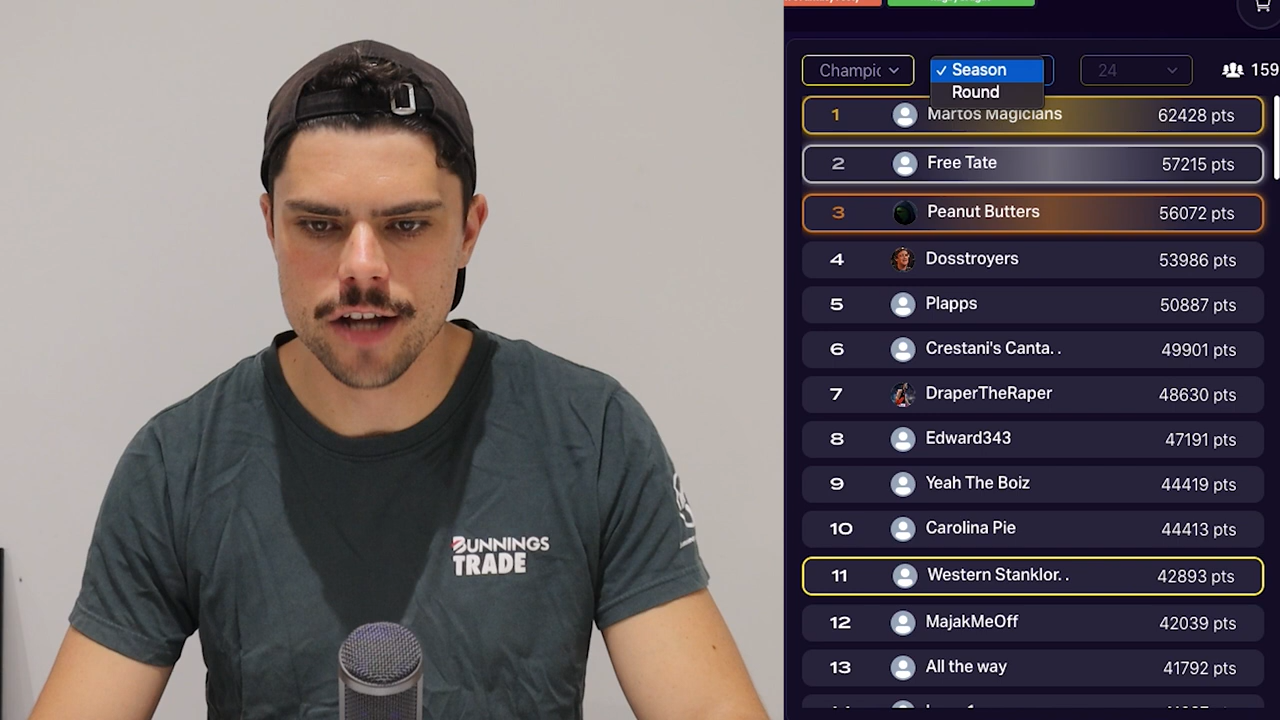 Champic
Season
Round
24
159
1 Martos Magicians 62428 pts
2 Free Tate 57215 pts
3 Peanut Butters 56072 pts
4 Dosstroyers 53986 pts
5 Plapps 50887 pts
6 Crestani's Canta. . 49901 pts
7 DraperTheRaper 48630 pts
8 Edward343 47191 pts
9 Yeah The Boiz 44419 pts
10 Carolina Pie 44413 pts
11 Western Stanklor. . 42893 pts
12 MajakMeOff 42039 pts
13 All the way 41792 pts
BUNNINGS
TRADE